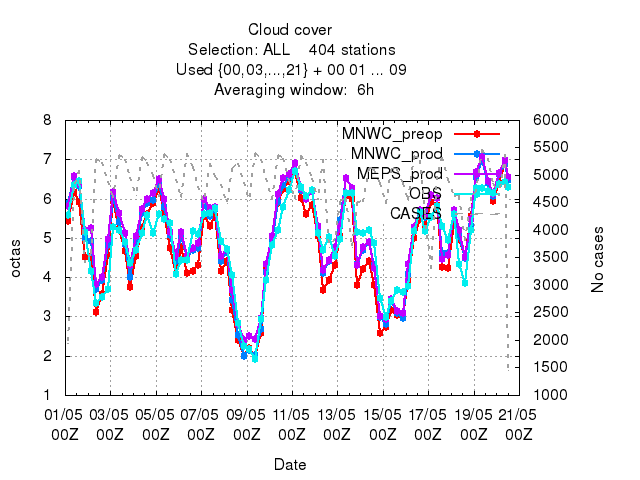 Cloud cover
Selection: ALL    404 stations
Used {00,03,...,21} + 00 01 ... 09
Averaging window:  6h
8
7
6
5
4
3
2
1
octas
6000
5500
5000
4500
4000
3500
3000
2500
2000
1500
1000
No cases
MNWC_preop
MNWC_prod
MEPS_prod
OBS
CASES
01/05 03/05 05/05 07/05 09/05 11/05 13/05 15/05 17/05 19/05 21/05
00Z 00Z 00Z 00Z 00Z 00Z 00Z 00Z 00Z 00Z 00Z
Date